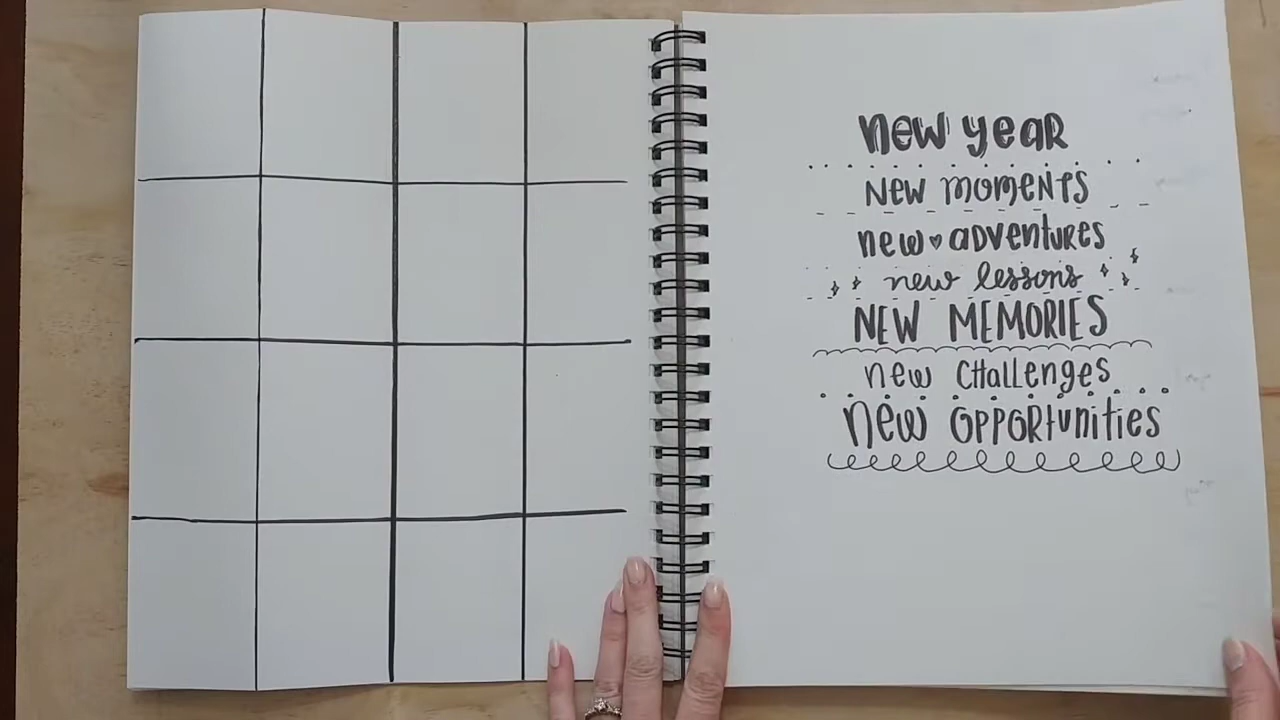 new year
New moments
new adventures
new lessons
NEW MEMORIES
new challenges
new opportunities